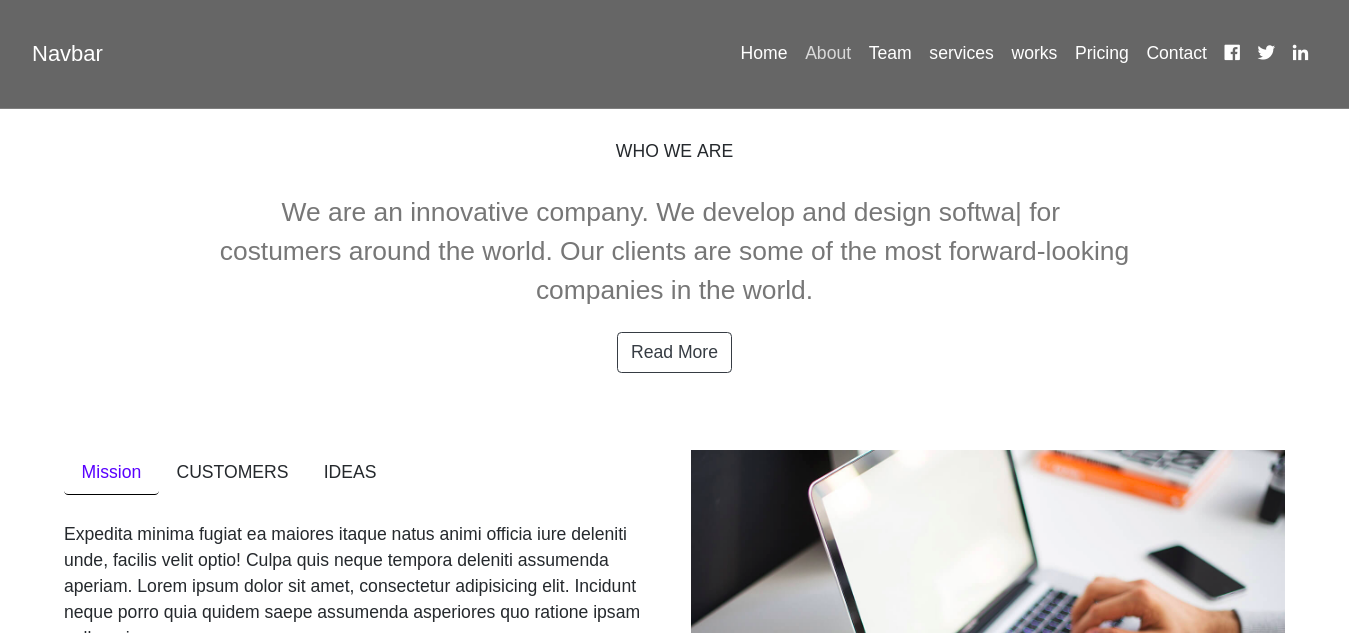 Navbar
Home About Team services works Pricing Contact
WHO WE ARE
We are an innovative company. We develop and design softwa| for
costumers around the world. Our clients are some of the most forward-looking
companies in the world.
Read More
Mission CUSTOMERS IDEAS
Expedita minima fugiat ea maiores itaque natus animi officia iure deleniti
unde, facilis velit optio! Culpa quis neque tempora deleniti assumenda
aperiam. Lorem ipsum dolor sit amet, consectetur adipisicing elit. Incidunt
neque porro quia quidem saepe assumenda asperiores quo ratione ipsam